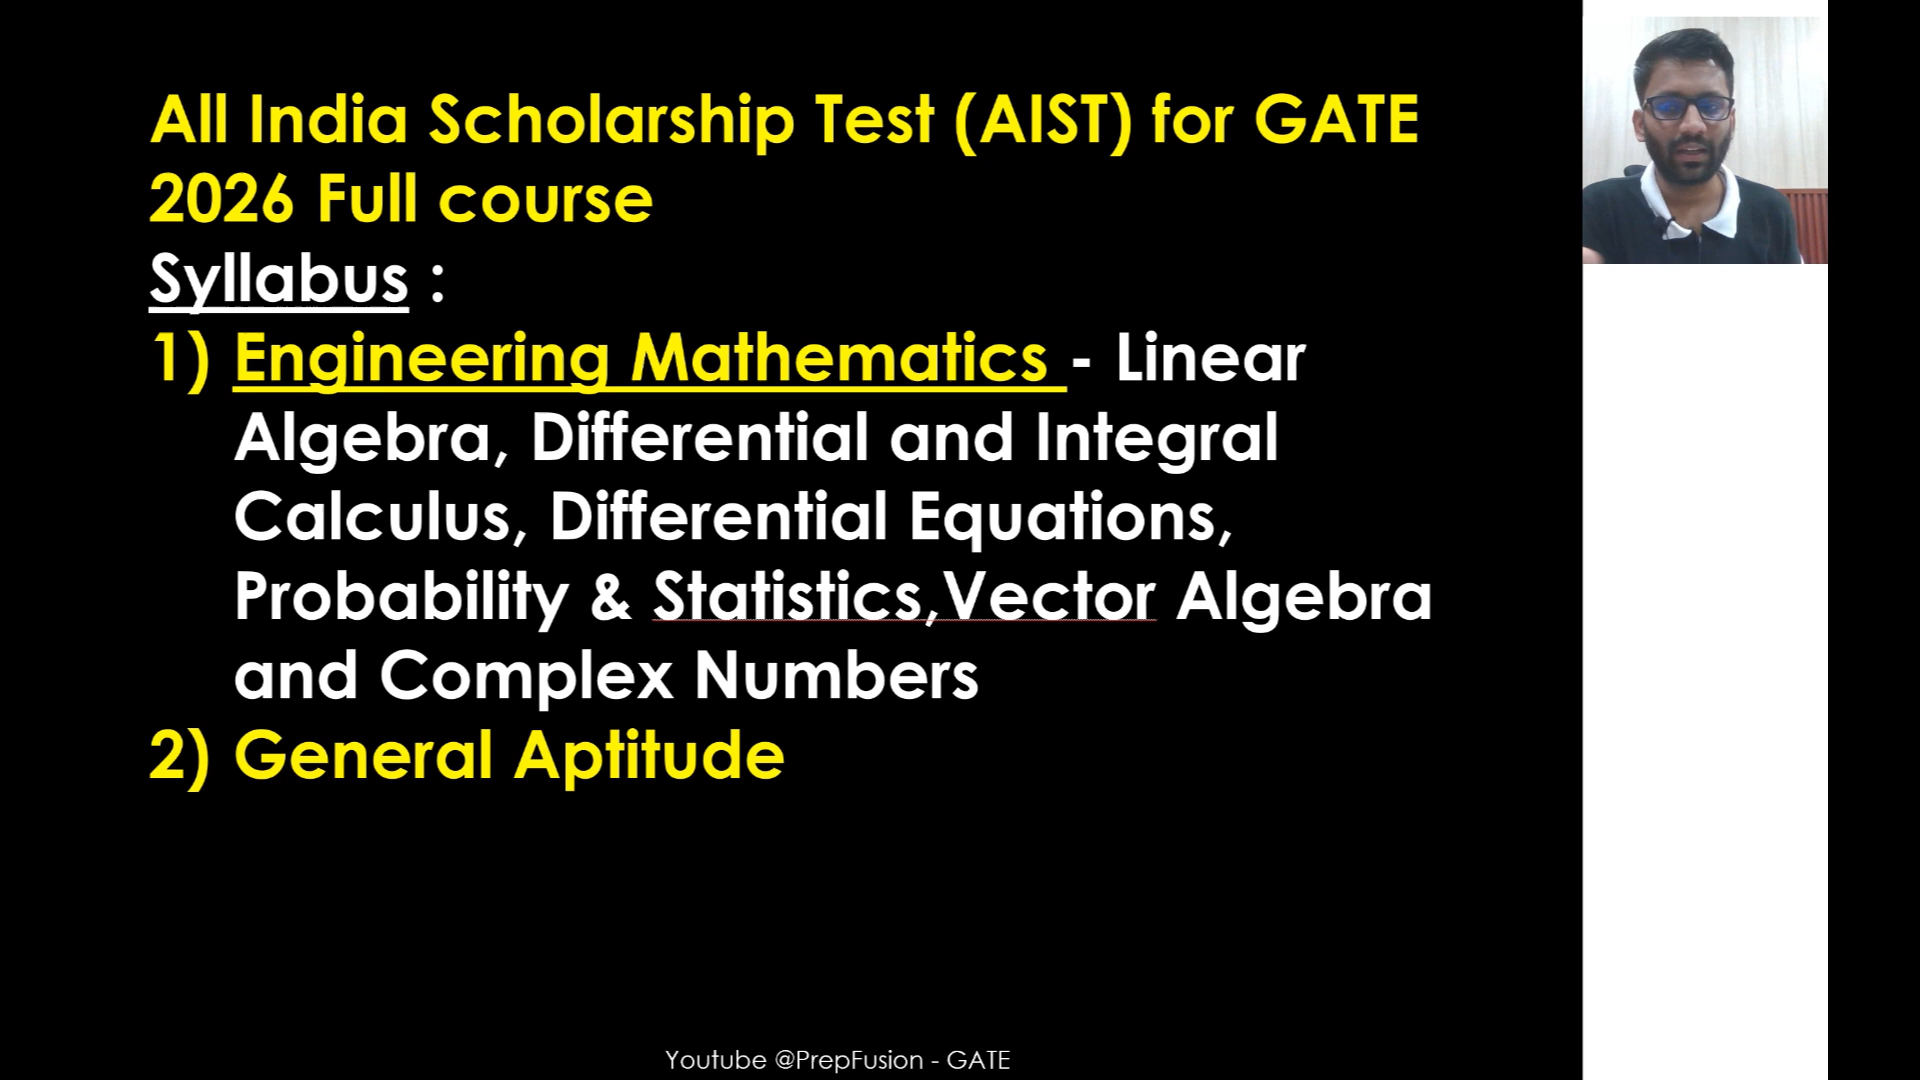 All India Scholarship Test (AIST) for GATE
2026 Full course
Syllabus :
1) Engineering Mathematics - Linear
Algebra, Differential and Integral
Calculus, Differential Equations,
Probability & Statistics,Vector Algebra
and Complex Numbers
2) General Aptitude
Youtube @PrepFusion - GATE